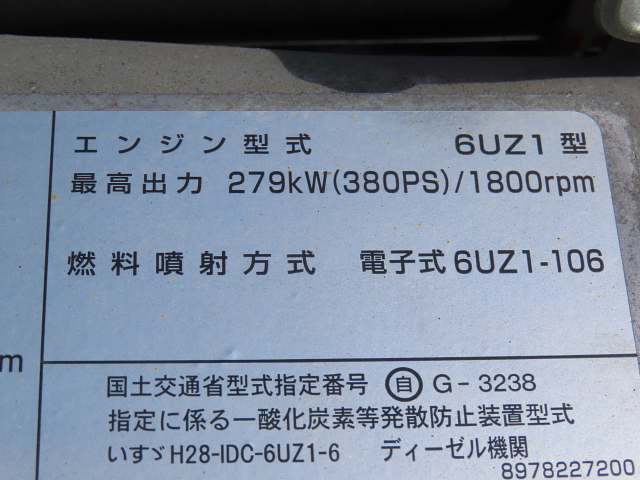 エンジン型式 6UZ1型
最高出力 279kW(380PS)/1800rpm
燃料噴射方式 電子式 6UZ1-106
m
国土交通省型式指定番号 ㊀自 G-3238
指定に係る一酸化炭素等発散防止装置型式
いすゞH28-IDC-6UZ1-6 ディーゼル機関
8978227200